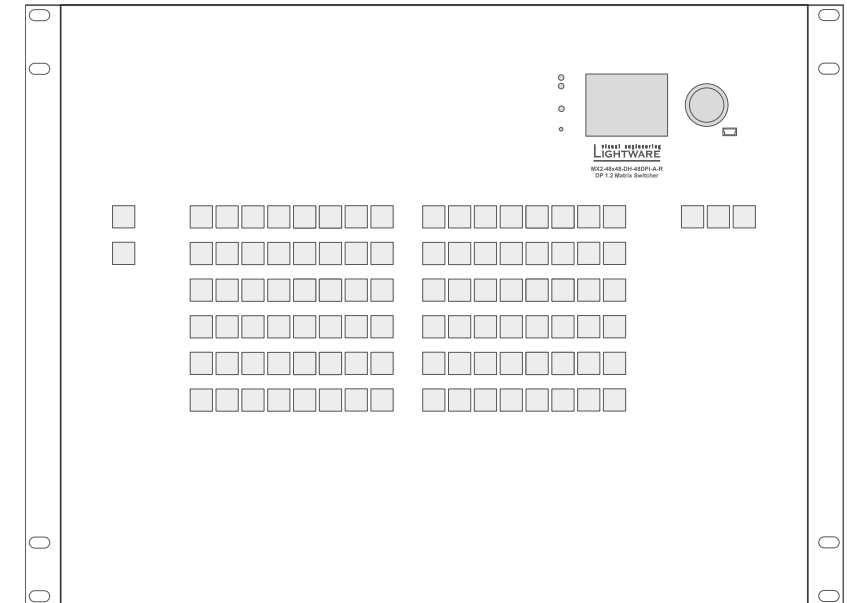 visual engineering
LIGHTWARE
MX2-48x48-DH-48DPi-A-R
DP 1.2 Matrix Switcher